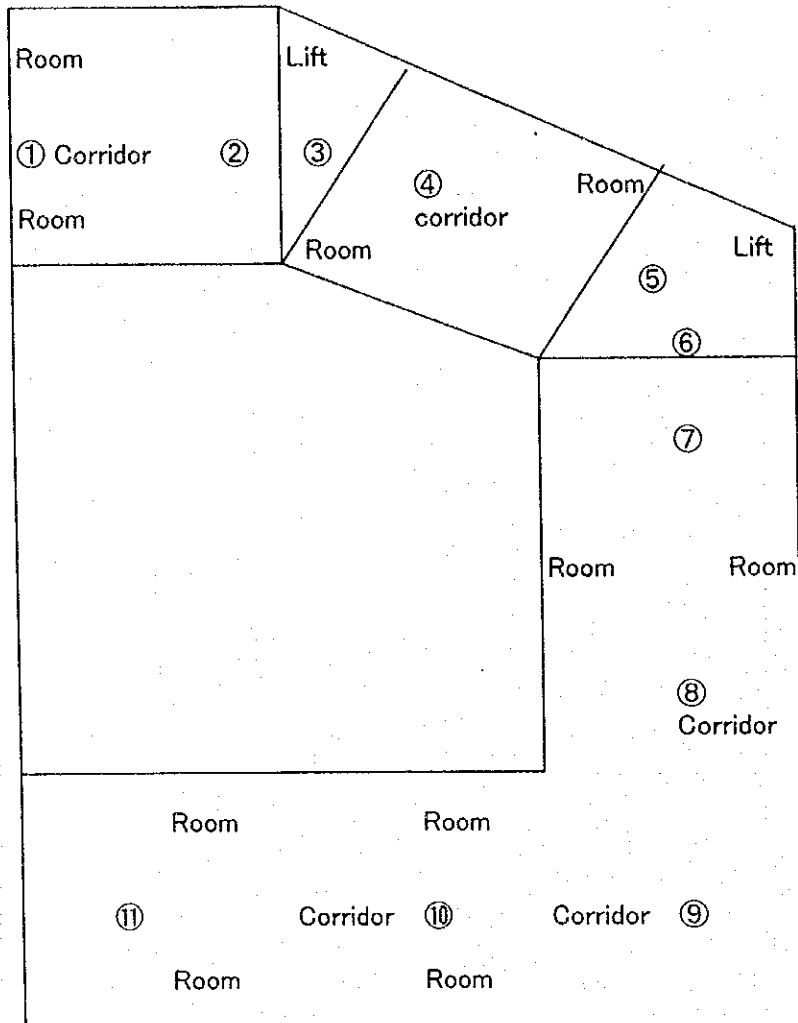 Room
Lift
① Corridor ②
③
④
corridor
Room
Room
Room
Lift
⑤
⑥
⑦
Room Room
⑧
Corridor
Room Room
⑪ Corridor ⑩ Corridor ⑨
Room Room